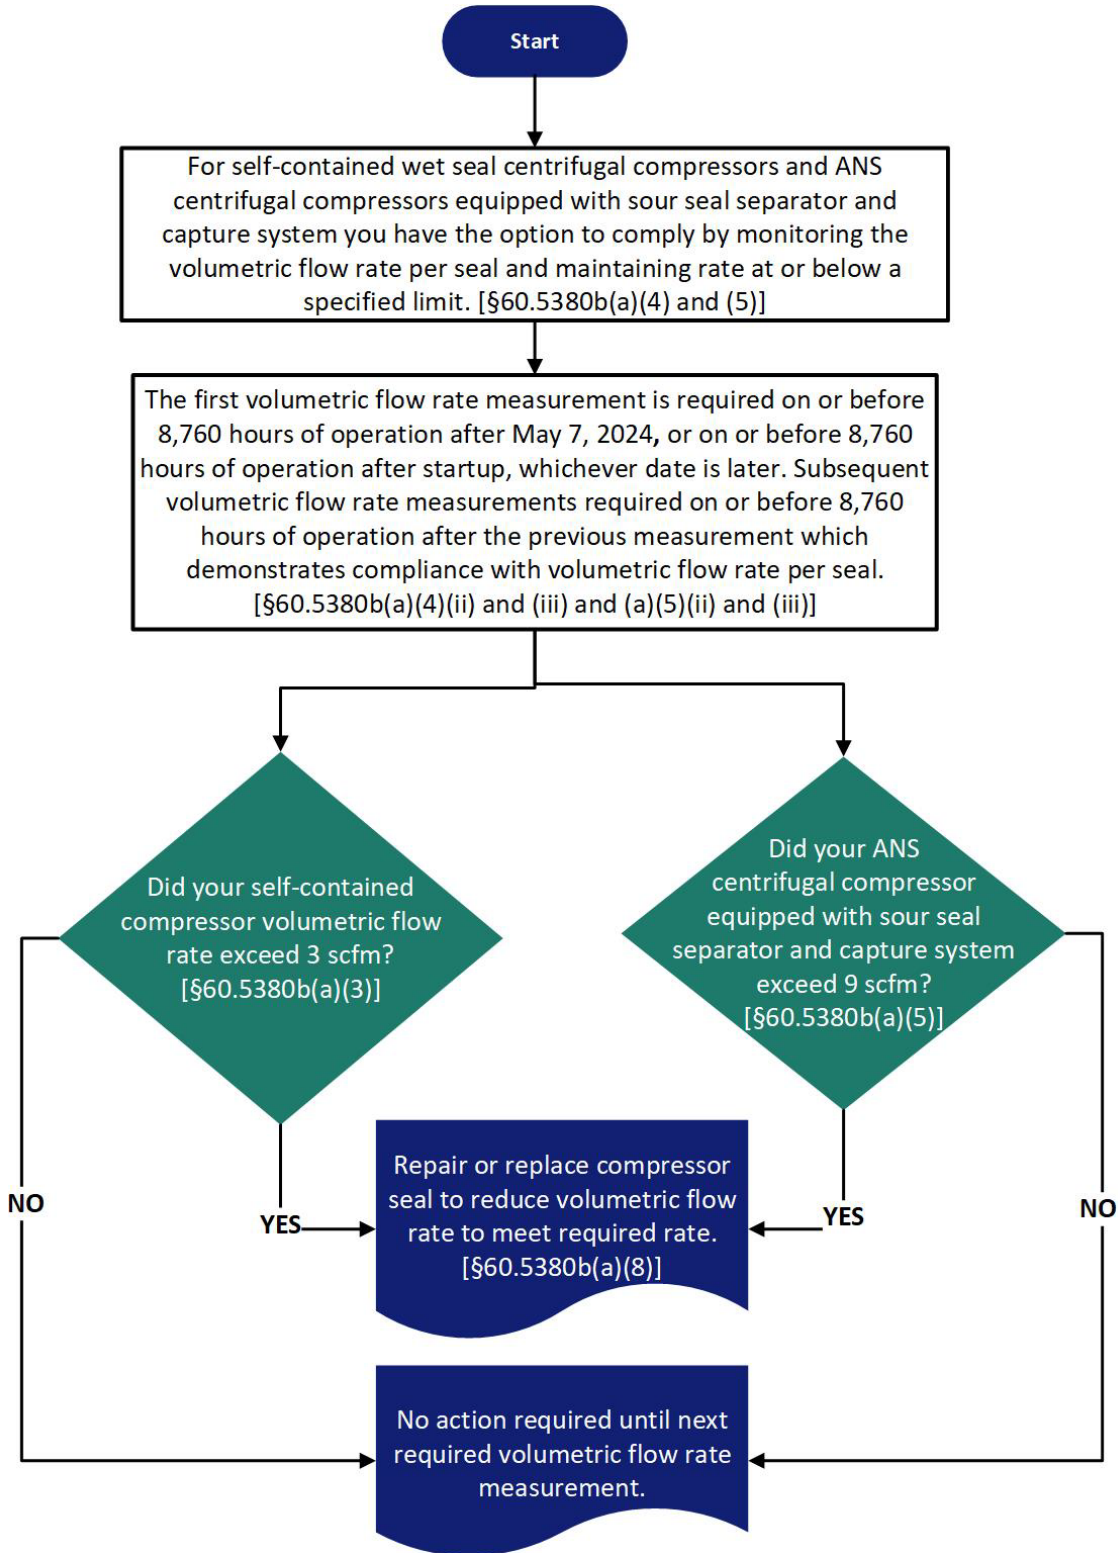 Start
For self-contained wet seal centrifugal compressors and ANS
centrifugal compressors equipped with sour seal separator and
capture system you have the option to comply by monitoring the
volumetric flow rate per seal and maintaining rate at or below a
specified limit. [§60.5380b(a)(4) and (5)]
The first volumetric flow rate measurement is required on or before
8,760 hours of operation after May 7, 2024, or on or before 8,760
hours of operation after startup, whichever date is later. Subsequent
volumetric flow rate measurements required on or before 8,760
hours of operation after the previous measurement which
demonstrates compliance with volumetric flow rate per seal.
[§60.5380b(a)(4)(ii) and (iii) and (a)(5)(ii) and (iii)]
Did your self-contained
compressor volumetric flow
rate exceed 3 scfm?
[§60.5380b(a)(3)]
Did your ANS
centrifugal compressor
equipped with sour seal
separator and capture system
exceed 9 scfm?
[§60.5380b(a)(5)]
NO
YES
Repair or replace compressor
seal to reduce volumetric flow
rate to meet required rate.
[§60.5380b(a)(8)]
YES
NO
No action required until next
required volumetric flow rate
measurement.